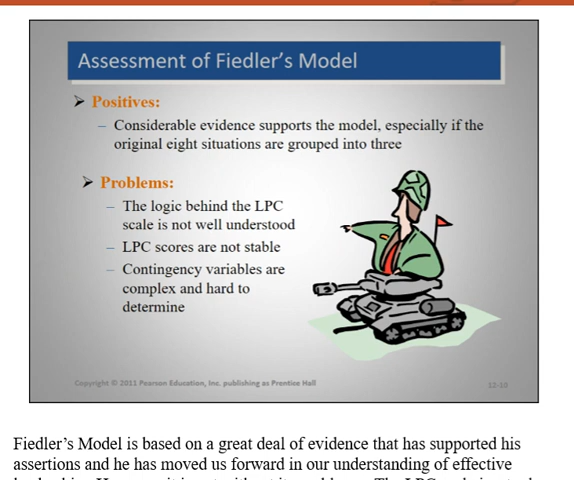 Assessment of Fiedler's Model
➢ Positives:
– Considerable evidence supports the model, especially if the
original eight situations are grouped into three
➢ Problems:
– The logic behind the LPC
scale is not well understood
– LPC scores are not stable
– Contingency variables are
complex and hard to
determine
Copyright © 2011 Pearson Education, Inc. publishing as Prentice Hall
Fiedler's Model is based on a great deal of evidence that has supported his
assertions and he has moved us forward in our understanding of effective